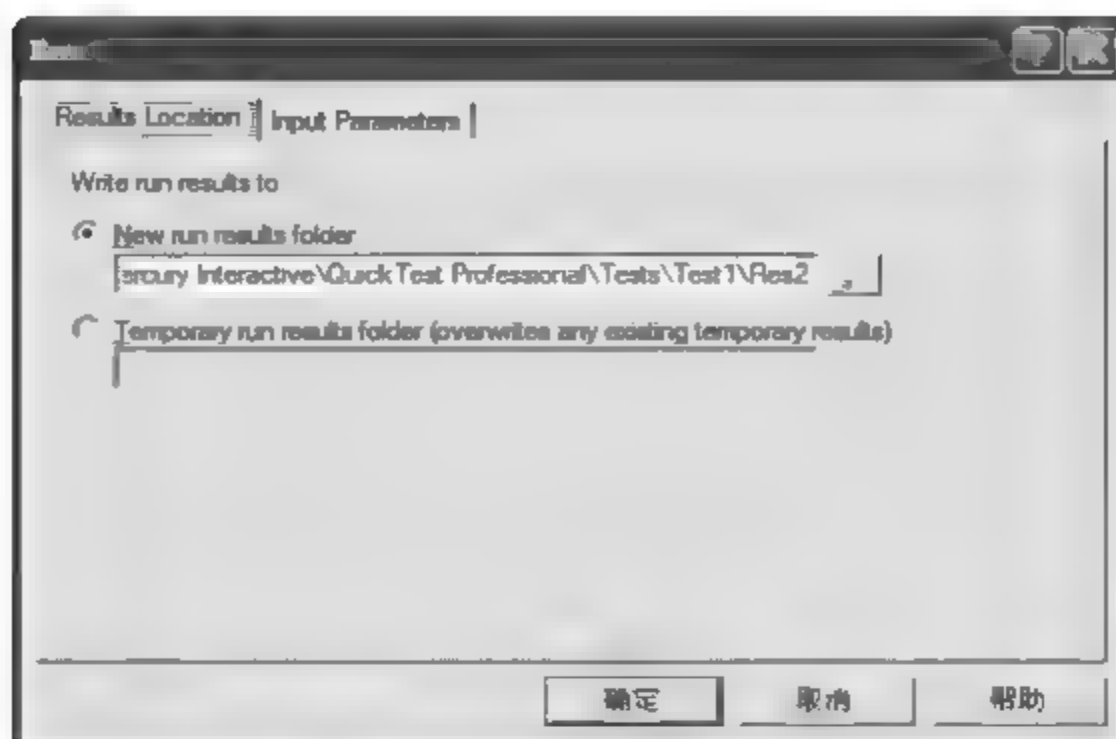 Results Location Input Parameters
Write run results to
New run results folder
ercury Interactive\QuickTest Professional\Tests\Test1\Res2
Temporary run results folder (overwrites any existing temporary results)
确定 取消 帮助